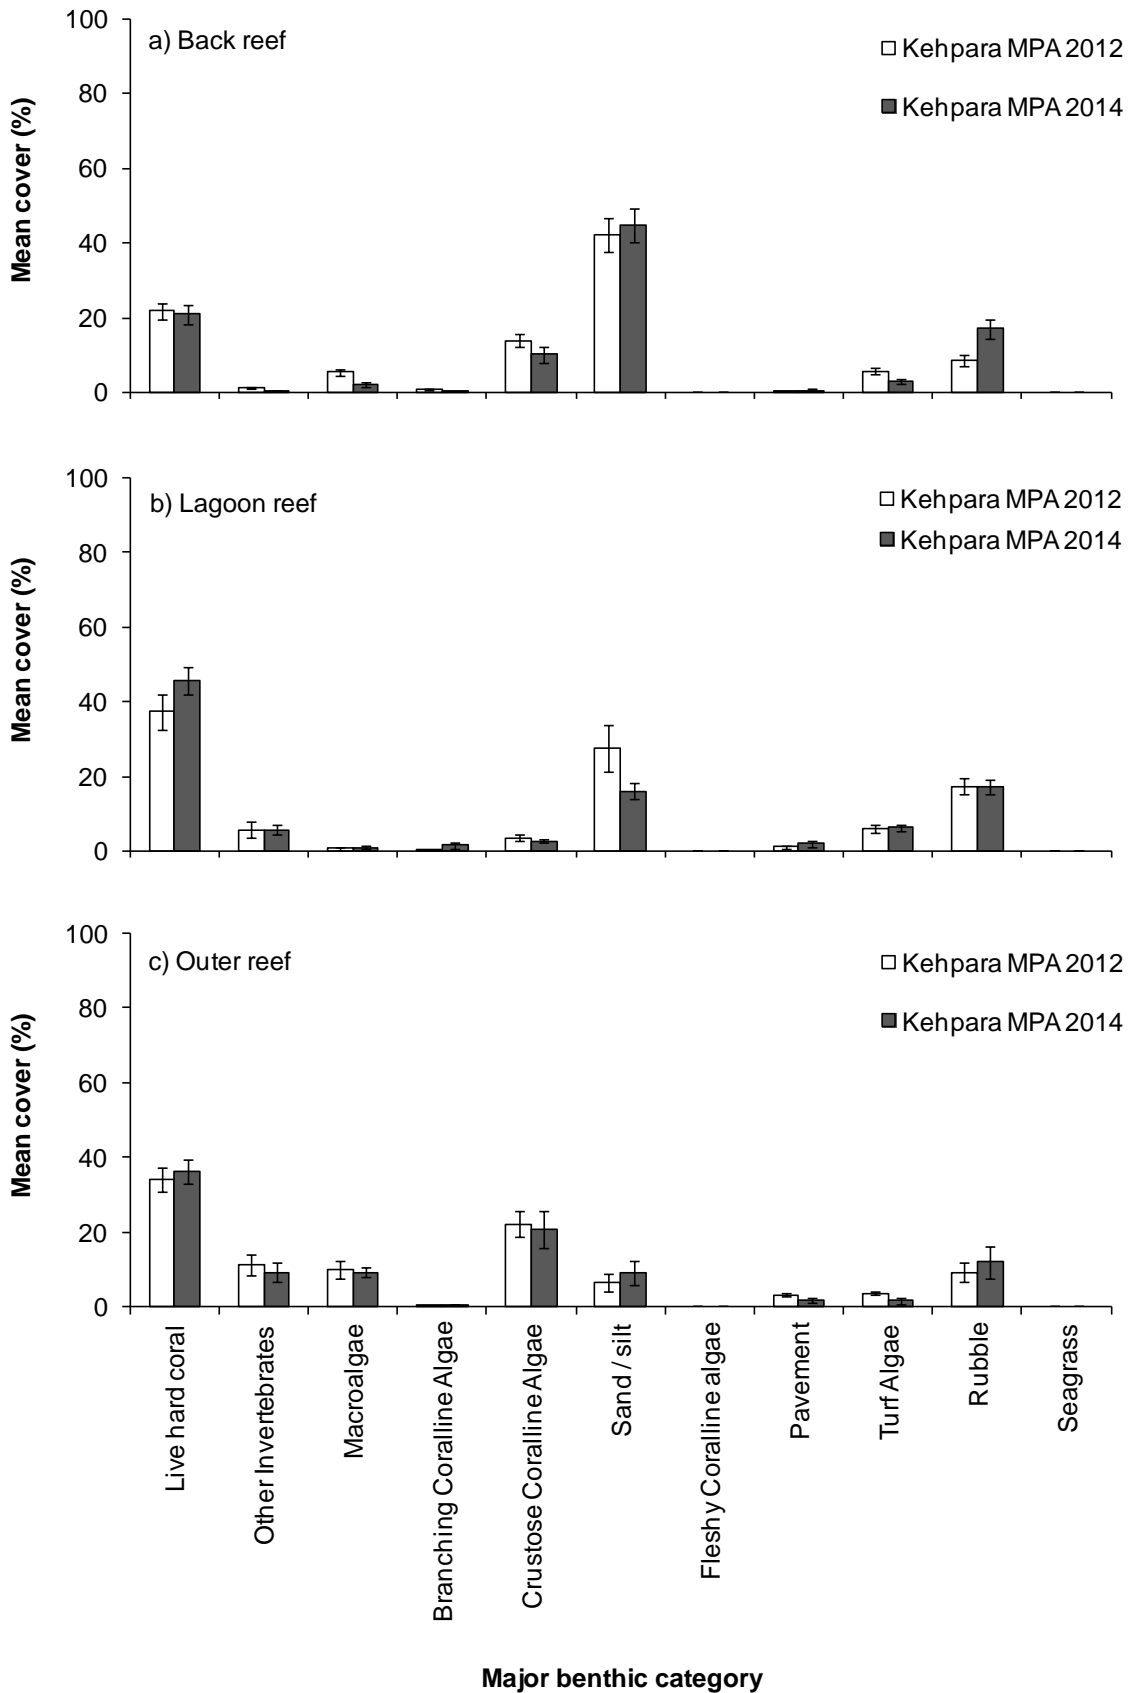 a) Back reef
Kehpara MPA 2012
Kehpara MPA 2014
Mean cover (%)
100
80
60
40
20
0
b) Lagoon reef
Kehpara MPA 2012
Kehpara MPA 2014
Mean cover (%)
100
80
60
40
20
0
c) Outer reef
Kehpara MPA 2012
Kehpara MPA 2014
Mean cover (%)
100
80
60
40
20
0
Live hard coral
Other Invertebrates
Macroalgae
Branching Coralline Algae
Crustose Coralline Algae
Sand / silt
Fleshy Coralline algae
Pavement
Turf Algae
Rubble
Seagrass
Major benthic category